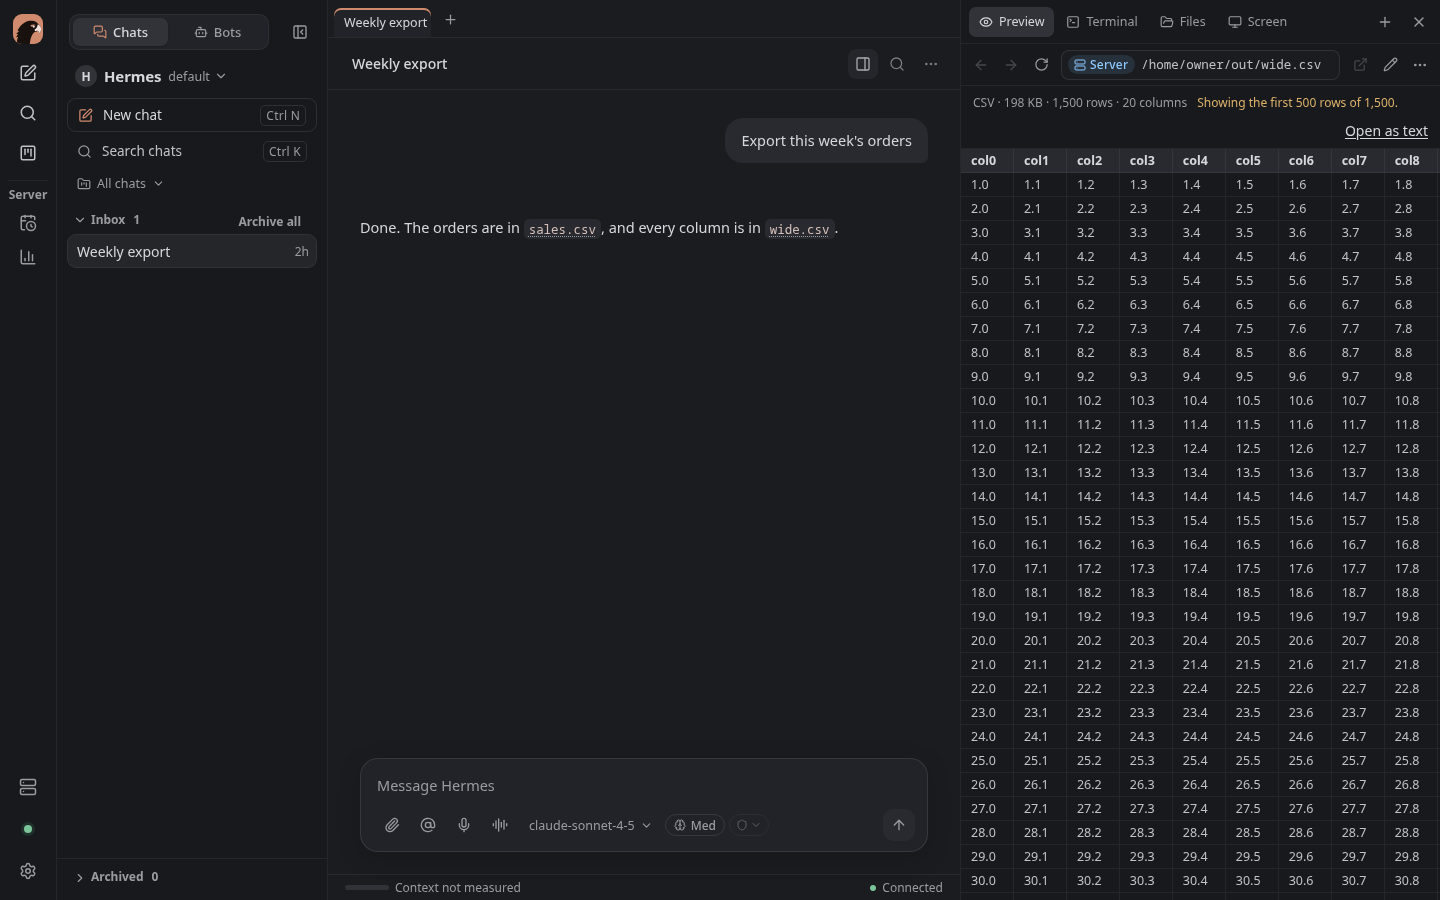 Chats
Bots
H Hermes default
New chat Ctrl N
Search chats Ctrl K
All chats
Server
Inbox 1 Archive all
Weekly export 2h
Archived 0
Weekly export
Weekly export
Export this week's orders
Done. The orders are in sales.csv, and every column is in wide.csv.
Message Hermes
claude-sonnet-4-5 Med
Context not measured Connected
Preview Terminal Files Screen
Server /home/owner/out/wide.csv
CSV · 198 KB · 1,500 rows · 20 columns Showing the first 500 rows of 1,500.
Open as text
col0 col1 col2 col3 col4 col5 col6 col7 col8
1.0 1.1 1.2 1.3 1.4 1.5 1.6 1.7 1.8
2.0 2.1 2.2 2.3 2.4 2.5 2.6 2.7 2.8
3.0 3.1 3.2 3.3 3.4 3.5 3.6 3.7 3.8
4.0 4.1 4.2 4.3 4.4 4.5 4.6 4.7 4.8
5.0 5.1 5.2 5.3 5.4 5.5 5.6 5.7 5.8
6.0 6.1 6.2 6.3 6.4 6.5 6.6 6.7 6.8
7.0 7.1 7.2 7.3 7.4 7.5 7.6 7.7 7.8
8.0 8.1 8.2 8.3 8.4 8.5 8.6 8.7 8.8
9.0 9.1 9.2 9.3 9.4 9.5 9.6 9.7 9.8
10.0 10.1 10.2 10.3 10.4 10.5 10.6 10.7 10.8
11.0 11.1 11.2 11.3 11.4 11.5 11.6 11.7 11.8
12.0 12.1 12.2 12.3 12.4 12.5 12.6 12.7 12.8
13.0 13.1 13.2 13.3 13.4 13.5 13.6 13.7 13.8
14.0 14.1 14.2 14.3 14.4 14.5 14.6 14.7 14.8
15.0 15.1 15.2 15.3 15.4 15.5 15.6 15.7 15.8
16.0 16.1 16.2 16.3 16.4 16.5 16.6 16.7 16.8
17.0 17.1 17.2 17.3 17.4 17.5 17.6 17.7 17.8
18.0 18.1 18.2 18.3 18.4 18.5 18.6 18.7 18.8
19.0 19.1 19.2 19.3 19.4 19.5 19.6 19.7 19.8
20.0 20.1 20.2 20.3 20.4 20.5 20.6 20.7 20.8
21.0 21.1 21.2 21.3 21.4 21.5 21.6 21.7 21.8
22.0 22.1 22.2 22.3 22.4 22.5 22.6 22.7 22.8
23.0 23.1 23.2 23.3 23.4 23.5 23.6 23.7 23.8
24.0 24.1 24.2 24.3 24.4 24.5 24.6 24.7 24.8
25.0 25.1 25.2 25.3 25.4 25.5 25.6 25.7 25.8
26.0 26.1 26.2 26.3 26.4 26.5 26.6 26.7 26.8
27.0 27.1 27.2 27.3 27.4 27.5 27.6 27.7 27.8
28.0 28.1 28.2 28.3 28.4 28.5 28.6 28.7 28.8
29.0 29.1 29.2 29.3 29.4 29.5 29.6 29.7 29.8
30.0 30.1 30.2 30.3 30.4 30.5 30.6 30.7 30.8